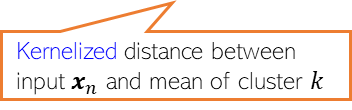 Kernelized distance between
input 𝒙ₙ and mean of cluster 𝑘